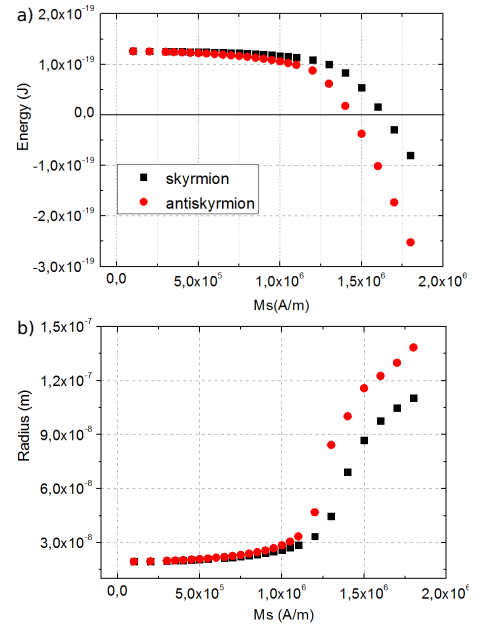 a)
2,0x10⁻¹⁹
1,0x10⁻¹⁹
0,0
-1,0x10⁻¹⁹
-2,0x10⁻¹⁹
-3,0x10⁻¹⁹
Energy (J)
skyrmion
antiskyrmion
0,0 5,0x10⁵ 1,0x10⁶ 1,5x10⁶ 2,0x10⁶
Ms(A/m)
b)
1,5x10⁻⁷
1,2x10⁻⁷
9,0x10⁻⁸
6,0x10⁻⁸
3,0x10⁻⁸
Radius (m)
0,0 5,0x10⁵ 1,0x10⁶ 1,5x10⁶ 2,0x10⁶
Ms (A/m)